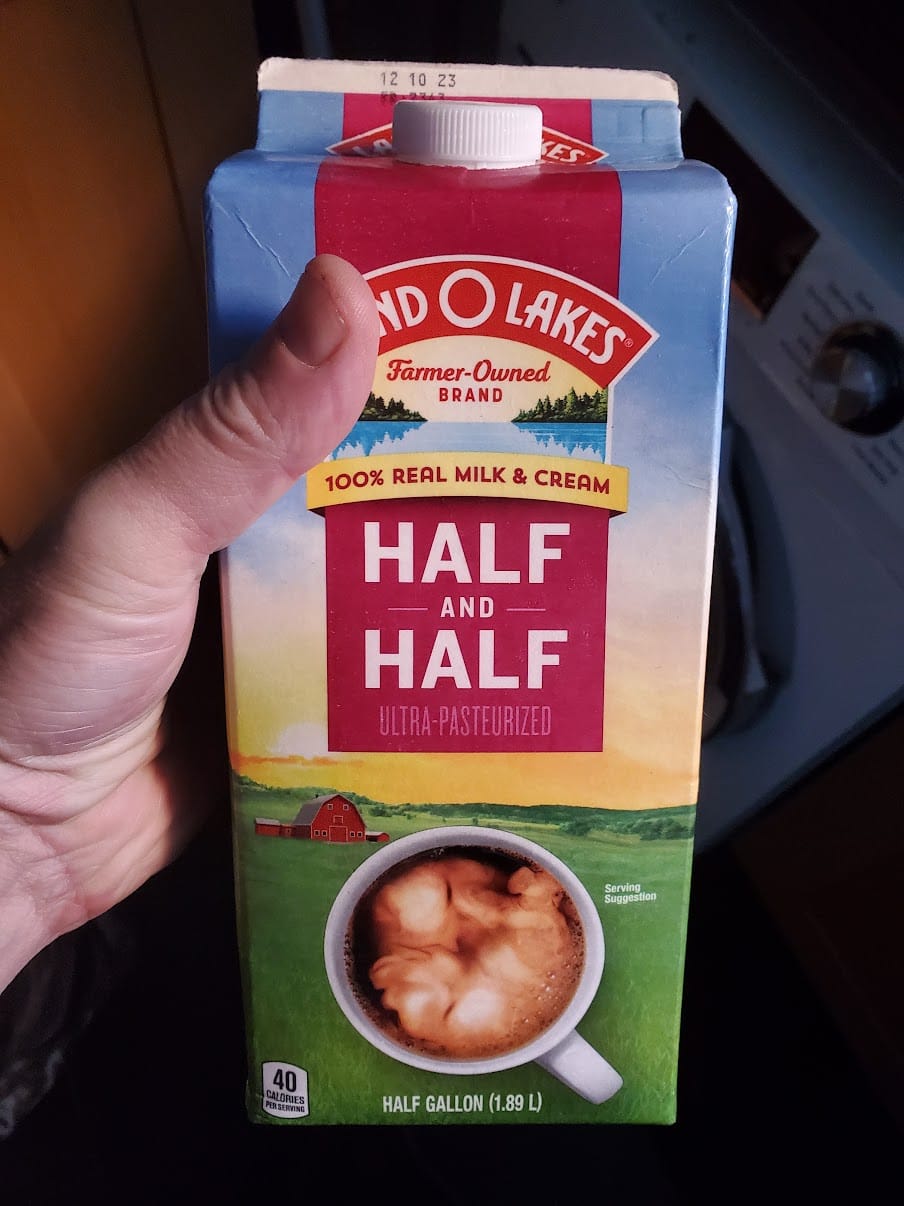 12 10 23
KES
ND O LAKES®
Farmer-Owned
BRAND
100% REAL MILK & CREAM
HALF
AND
HALF
ULTRA-PASTEURIZED
Serving
Suggestion
40
CALORIES
PER SERVING
HALF GALLON (1.89 L)